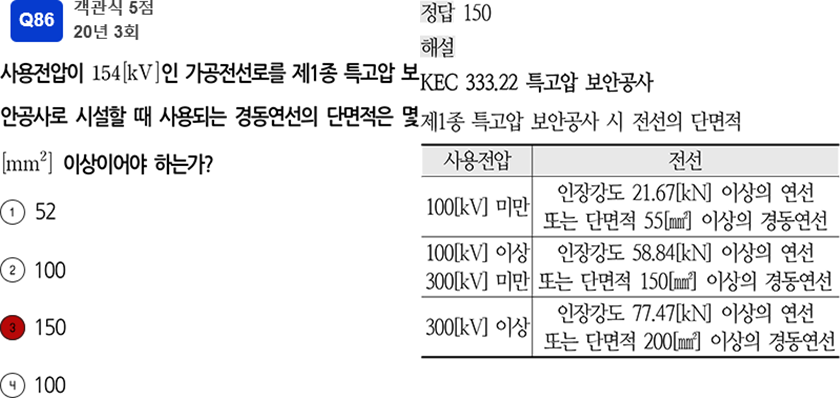 Q86
객관식 5점
20년 3회
사용전압이 154[kV]인 가공전선로를 제1종 특고압 보
안공사로 시설할 때 사용되는 경동연선의 단면적은 몇
[mm²] 이상이어야 하는가?
① 52
② 100
③ 150
④ 100
정답 150
해설
KEC 333.22 특고압 보안공사
제1종 특고압 보안공사 시 전선의 단면적
사용전압 전선
100[kV] 미만
인장강도 21.67[kN] 이상의 연선
또는 단면적 55[㎟] 이상의 경동연선
100[kV] 이상
300[kV] 미만
인장강도 58.84[kN] 이상의 연선
또는 단면적 150[㎟] 이상의 경동연선
300[kV] 이상
인장강도 77.47[kN] 이상의 연선
또는 단면적 200[㎟] 이상의 경동연선